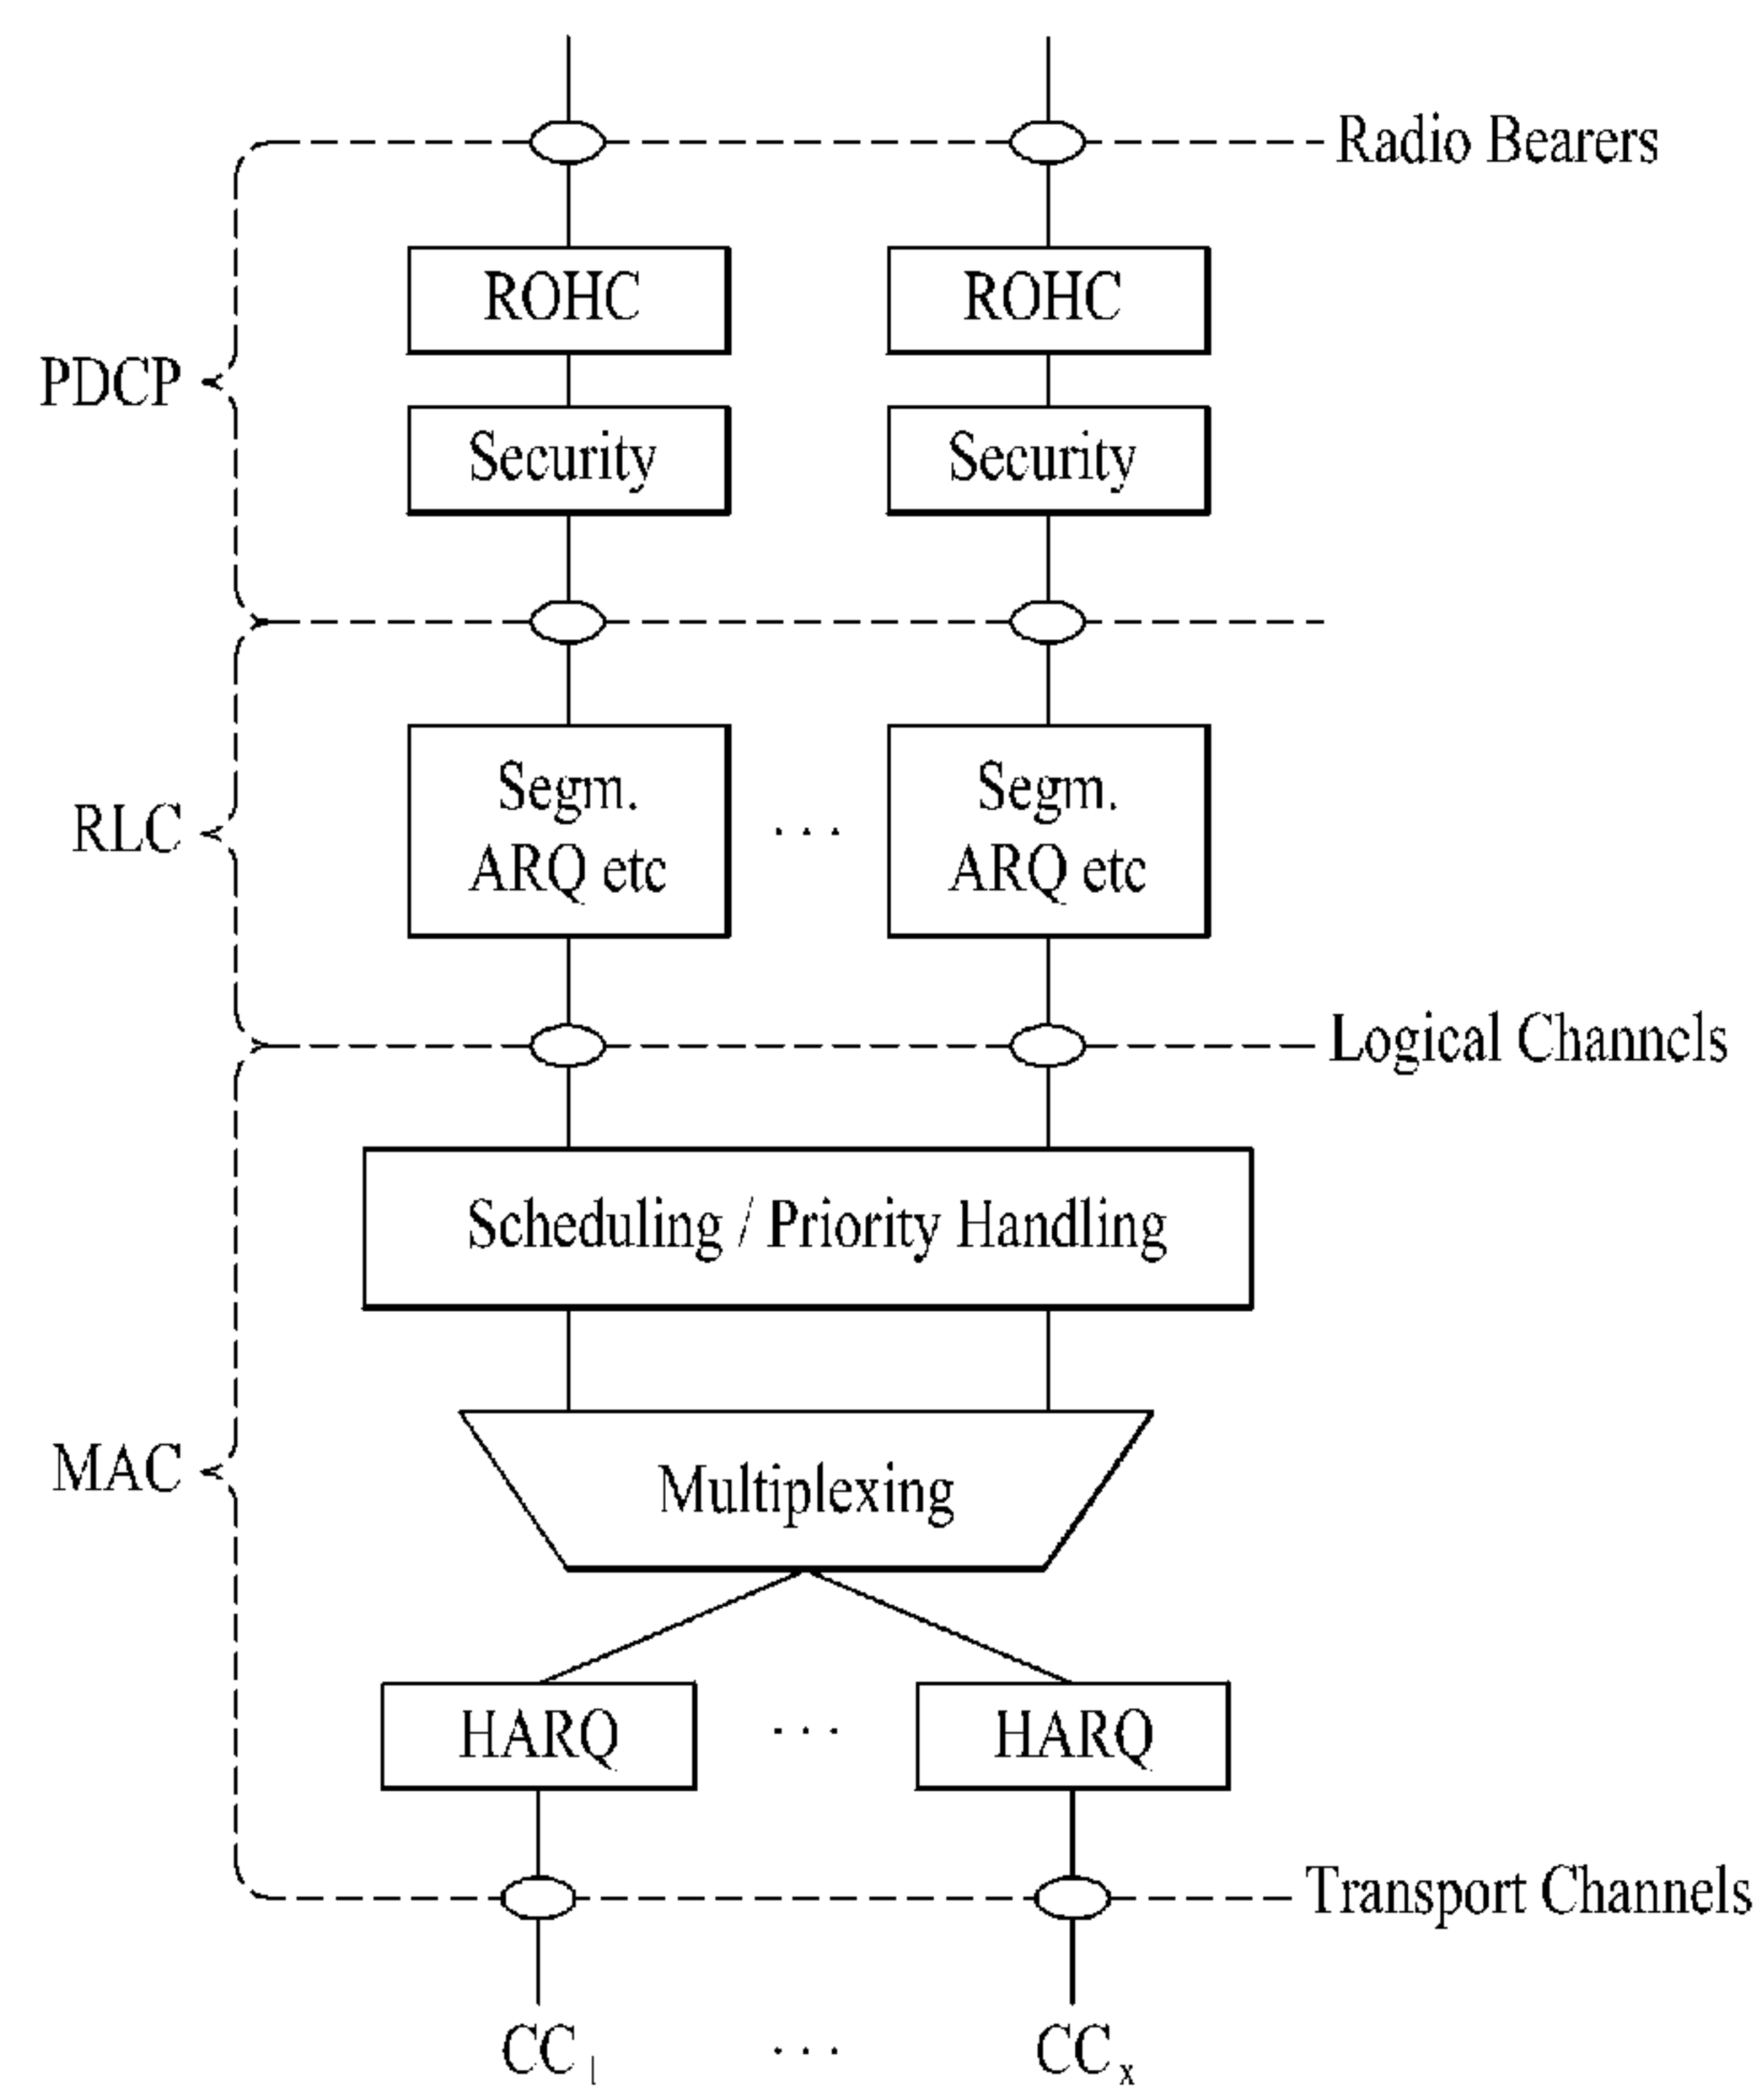 Radio Bearers
ROHC ROHC
PDCP
Security Security
Segm. Segm.
RLC ...
ARQ etc ARQ etc
Logical Channels
Scheduling / Priority Handling
MAC
Multiplexing
HARQ ... HARQ
Transport Channels
CC1 ... CCx